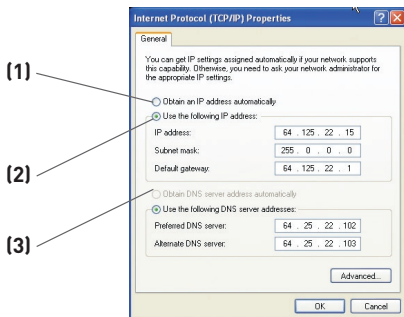 Internet Protocol (TCP/IP) Properties
General
You can get IP settings assigned automatically if your network supports
this capability. Otherwise, you need to ask your network administrator for
the appropriate IP settings.
(1)
Obtain an IP address automatically
Use the following IP address:
(2)
IP address: 64 . 125 . 22 . 15
Subnet mask: 255 . 0 . 0 . 0
Default gateway: 64 . 125 . 22 . 1
Obtain DNS server address automatically
Use the following DNS server addresses:
(3)
Preferred DNS server: 64 . 25 . 22 . 102
Alternate DNS server: 64 . 25 . 22 . 103
Advanced...
OK Cancel